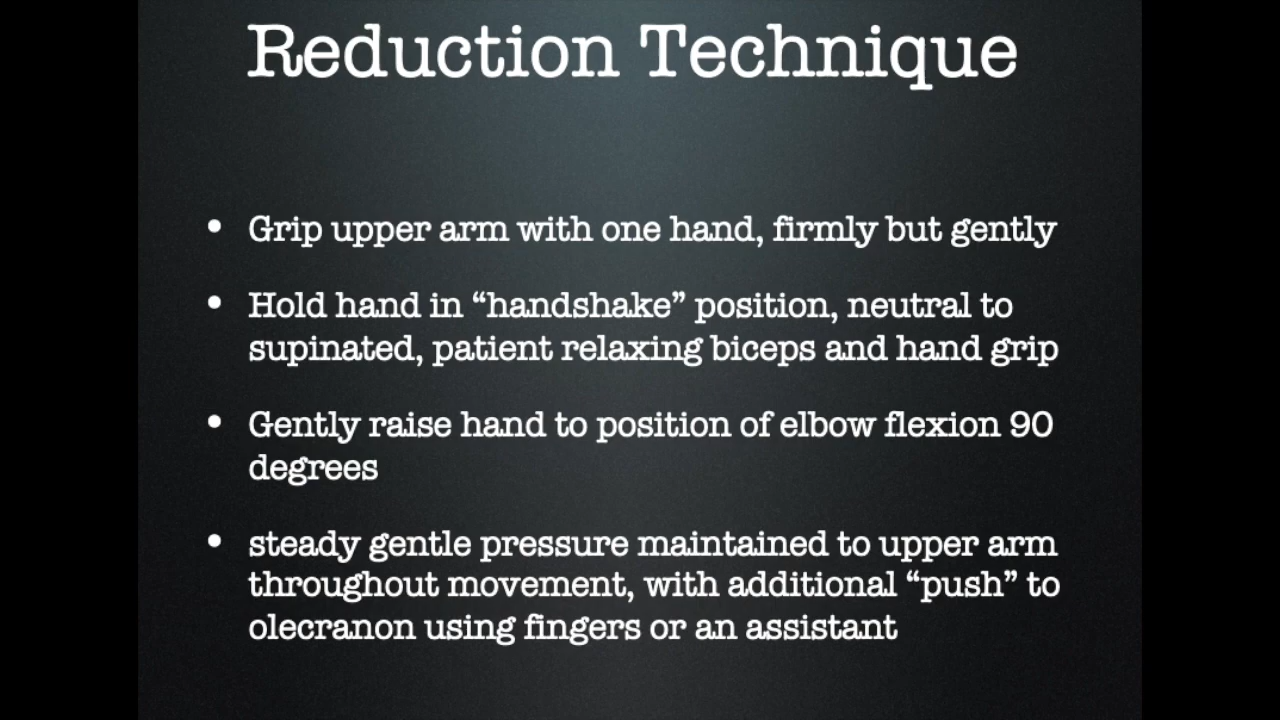 Reduction Technique
• Grip upper arm with one hand, firmly but gently
• Hold hand in “handshake” position, neutral to
supinated, patient relaxing biceps and hand grip
• Gently raise hand to position of elbow flexion 90
degrees
• steady gentle pressure maintained to upper arm
throughout movement, with additional “push” to
olecranon using fingers or an assistant